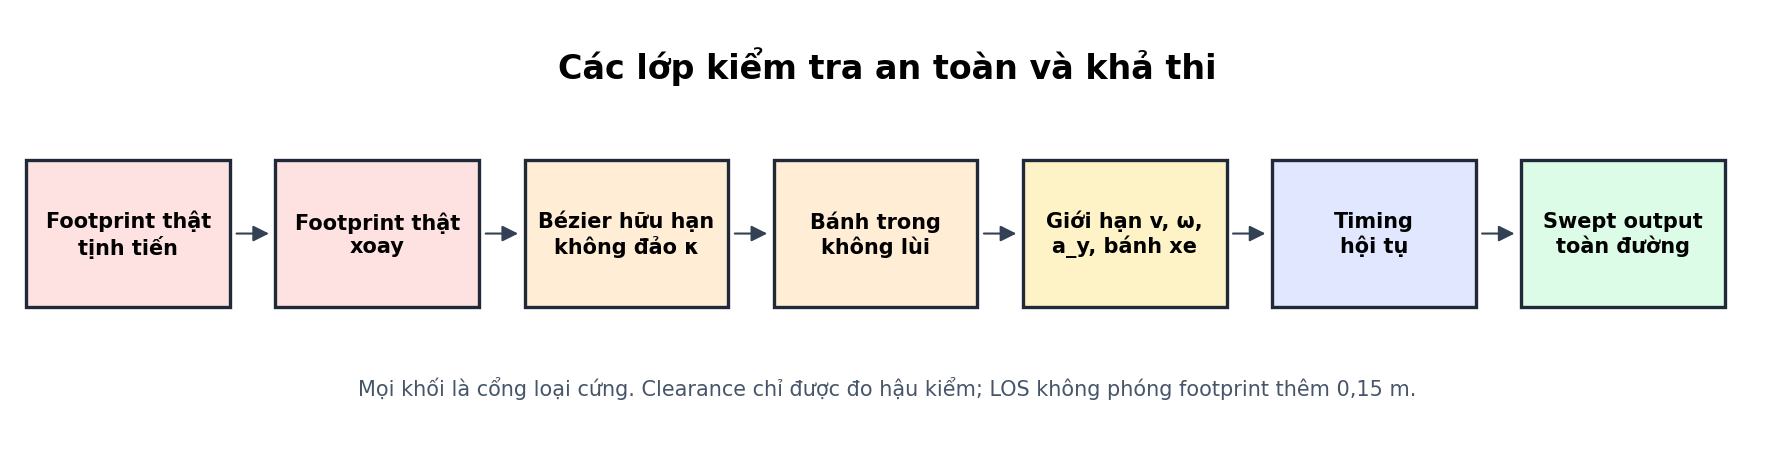 Các lớp kiểm tra an toàn và khả thi
Footprint thật
tịnh tiến
Footprint thật
xoay
Bézier hữu hạn
không đảo κ
Bánh trong
không lùi
Giới hạn v, ω,
a_y, bánh xe
Timing
hội tụ
Swept output
toàn đường
Mọi khối là cổng loại cứng. Clearance chỉ được đo hậu kiểm; LOS không phóng footprint thêm 0,15 m.